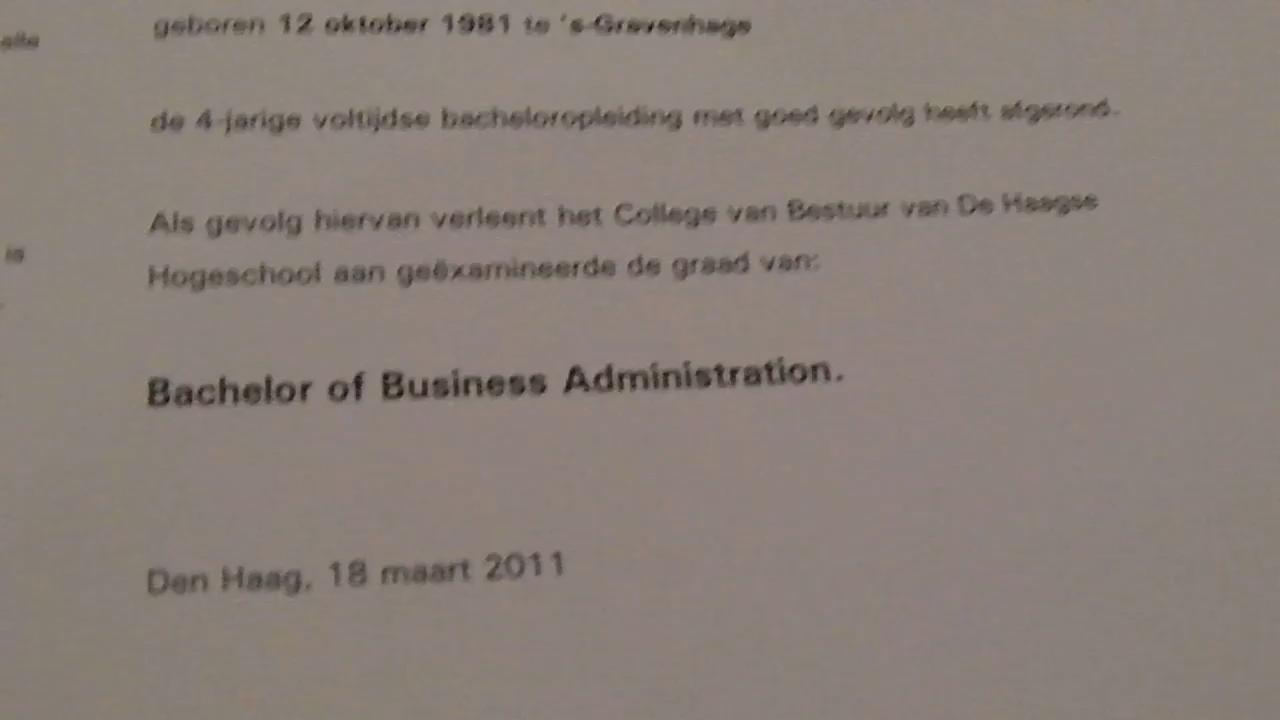 geboren 12 oktober 1981 te 's-Gravenhage
alle
de 4-jarige voltijdse bacheloropleiding met goed gevolg heeft afgerond.
Als gevolg hiervan verleent het College van Bestuur van De Haagse
is
Hogeschool aan geëxamineerde de graad van:
Bachelor of Business Administration.
Den Haag, 18 maart 2011